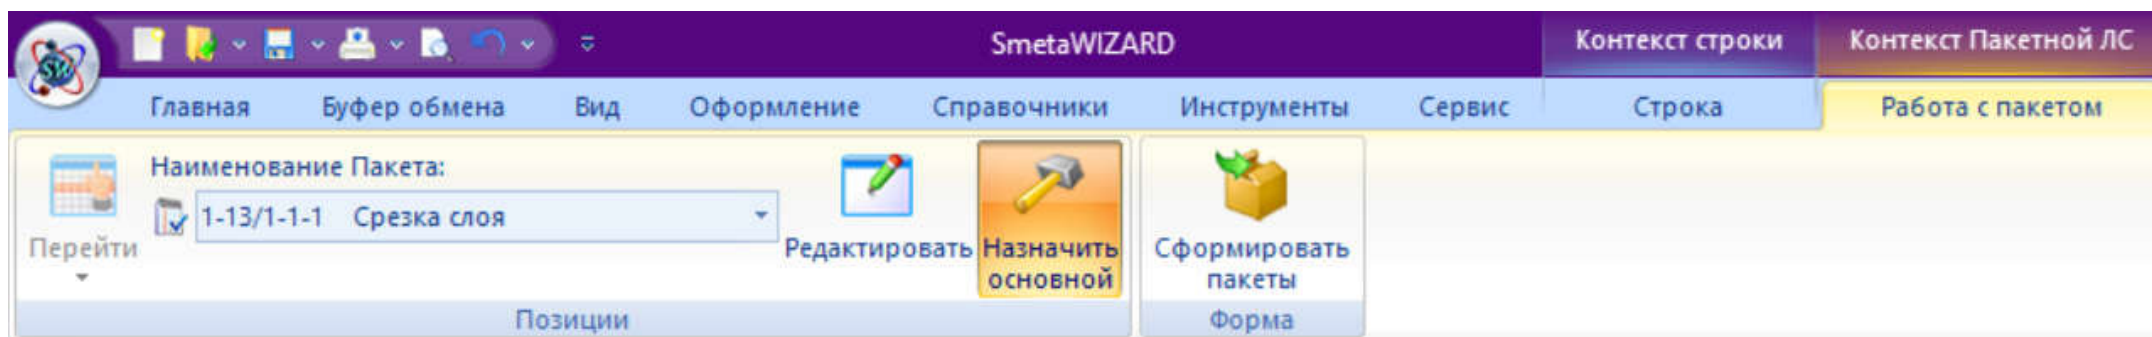 SmetaWIZARD Контекст строки Контекст Пакетной ЛС
SW
Главная Буфер обмена Вид Оформление Справочники Инструменты Сервис Строка Работа с пакетом
Наименование Пакета:
1-13/1-1-1 Срезка слоя
Перейти
Редактировать
Назначить
основной
Сформировать
пакеты
Позиции
Форма